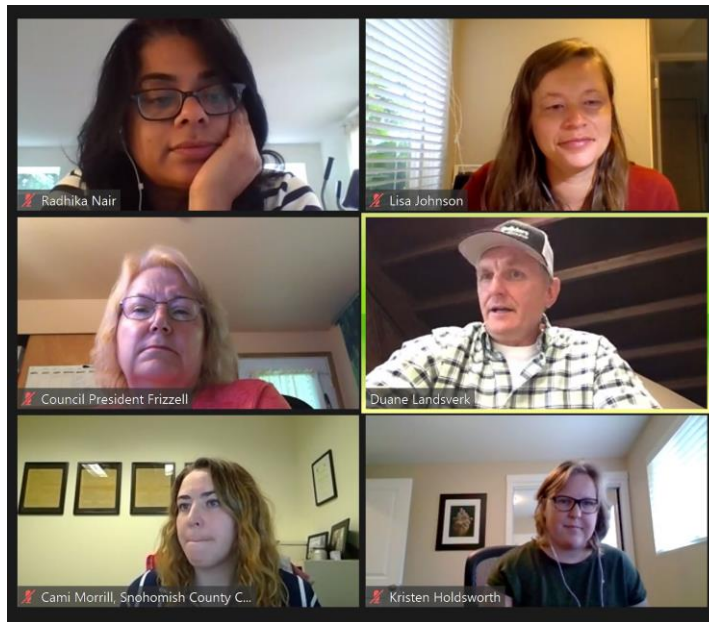 Radhika Nair
Lisa Johnson
Council President Frizzell
Duane Landsverk
Cami Morrill, Snohomish County C...
Kristen Holdsworth